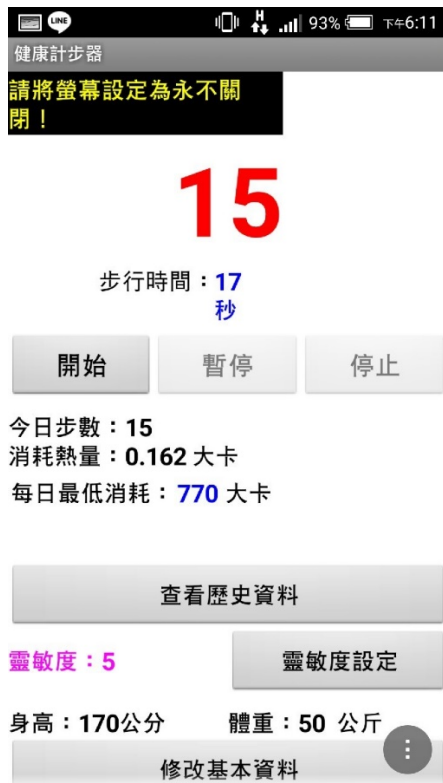 LINE
H
93%
下午6:11
健康計步器
請將螢幕設定為永不關
閉！
15
步行時間：17
秒
開始
暫停
停止
今日步數：15
消耗熱量：0.162 大卡
每日最低消耗：770 大卡
查看歷史資料
靈敏度：5
靈敏度設定
身高：170公分
體重：50 公斤
修改基本資料